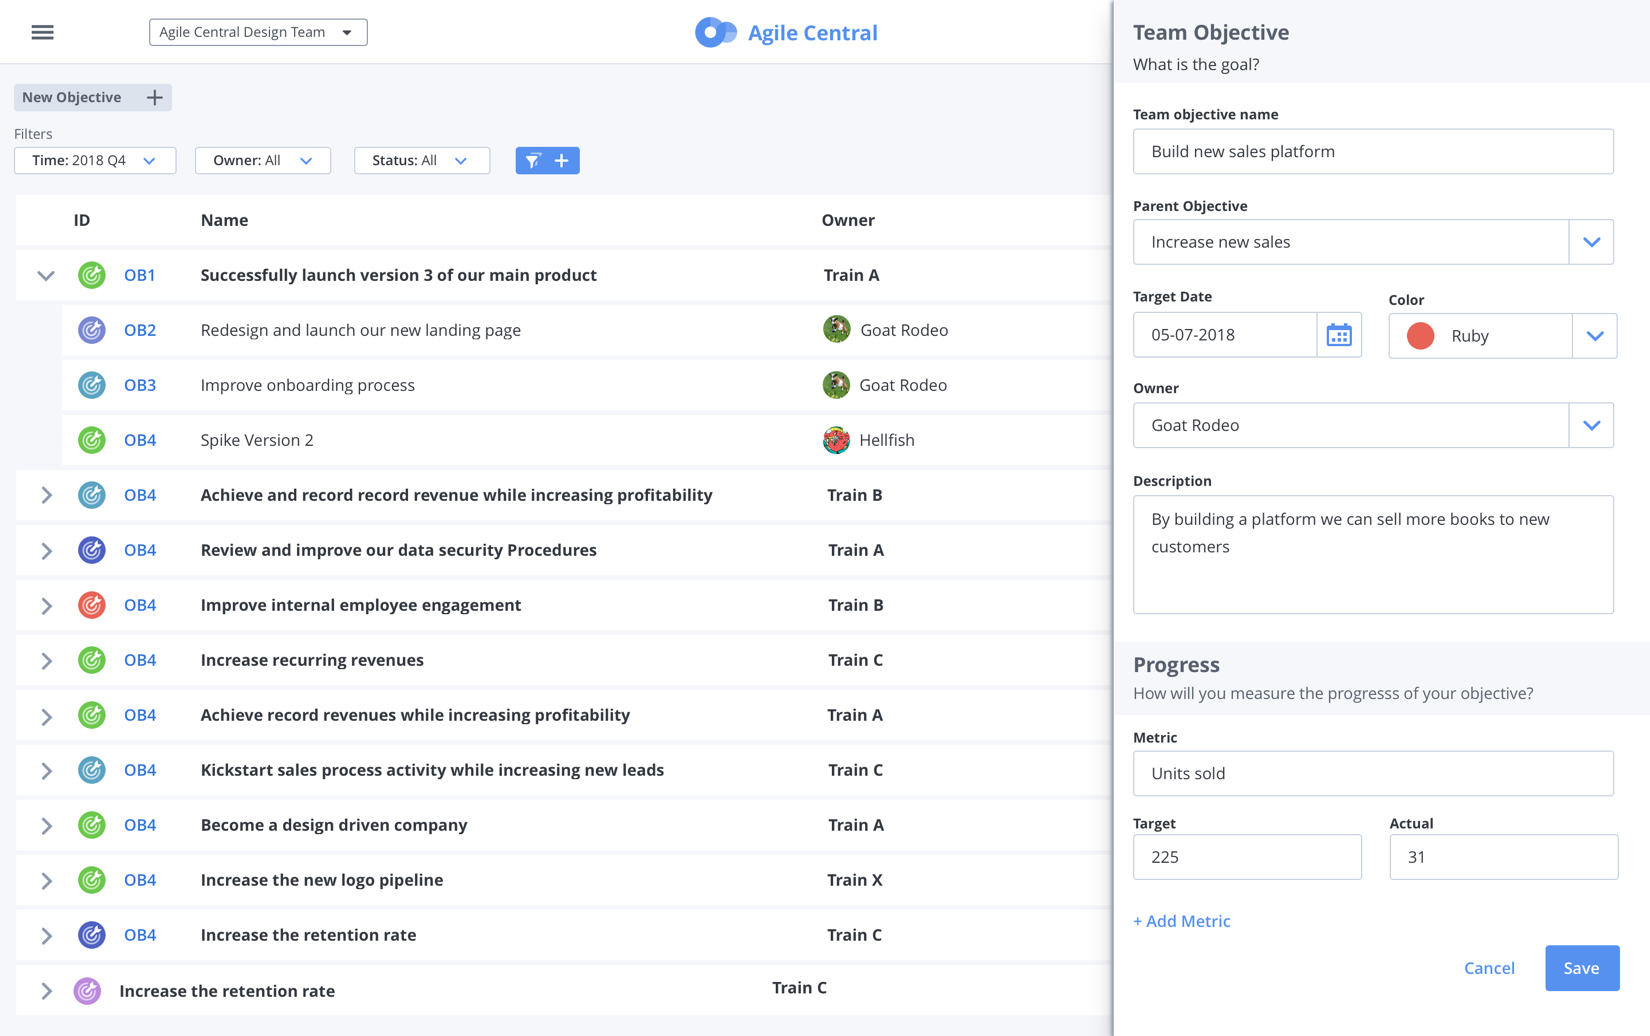 Agile Central Design Team
Agile Central
New Objective +
Filters
Time: 2018 Q4
Owner: All
Status: All
+
ID Name Owner
OB1 Successfully launch version 3 of our main product Train A
OB2 Redesign and launch our new landing page Goat Rodeo
OB3 Improve onboarding process Goat Rodeo
OB4 Spike Version 2 Hellfish
OB4 Achieve and record record revenue while increasing profitability Train B
OB4 Review and improve our data security Procedures Train A
OB4 Improve internal employee engagement Train B
OB4 Increase recurring revenues Train C
OB4 Achieve record revenues while increasing profitability Train A
OB4 Kickstart sales process activity while increasing new leads Train C
OB4 Become a design driven company Train A
OB4 Increase the new logo pipeline Train X
OB4 Increase the retention rate Train C
Increase the retention rate Train C
Team Objective
What is the goal?
Team objective name
Build new sales platform
Parent Objective
Increase new sales
Target Date
05-07-2018
Color
Ruby
Owner
Goat Rodeo
Description
By building a platform we can sell more books to new
customers
Progress
How will you measure the progresss of your objective?
Metric
Units sold
Target
225
Actual
31
+ Add Metric
Cancel
Save